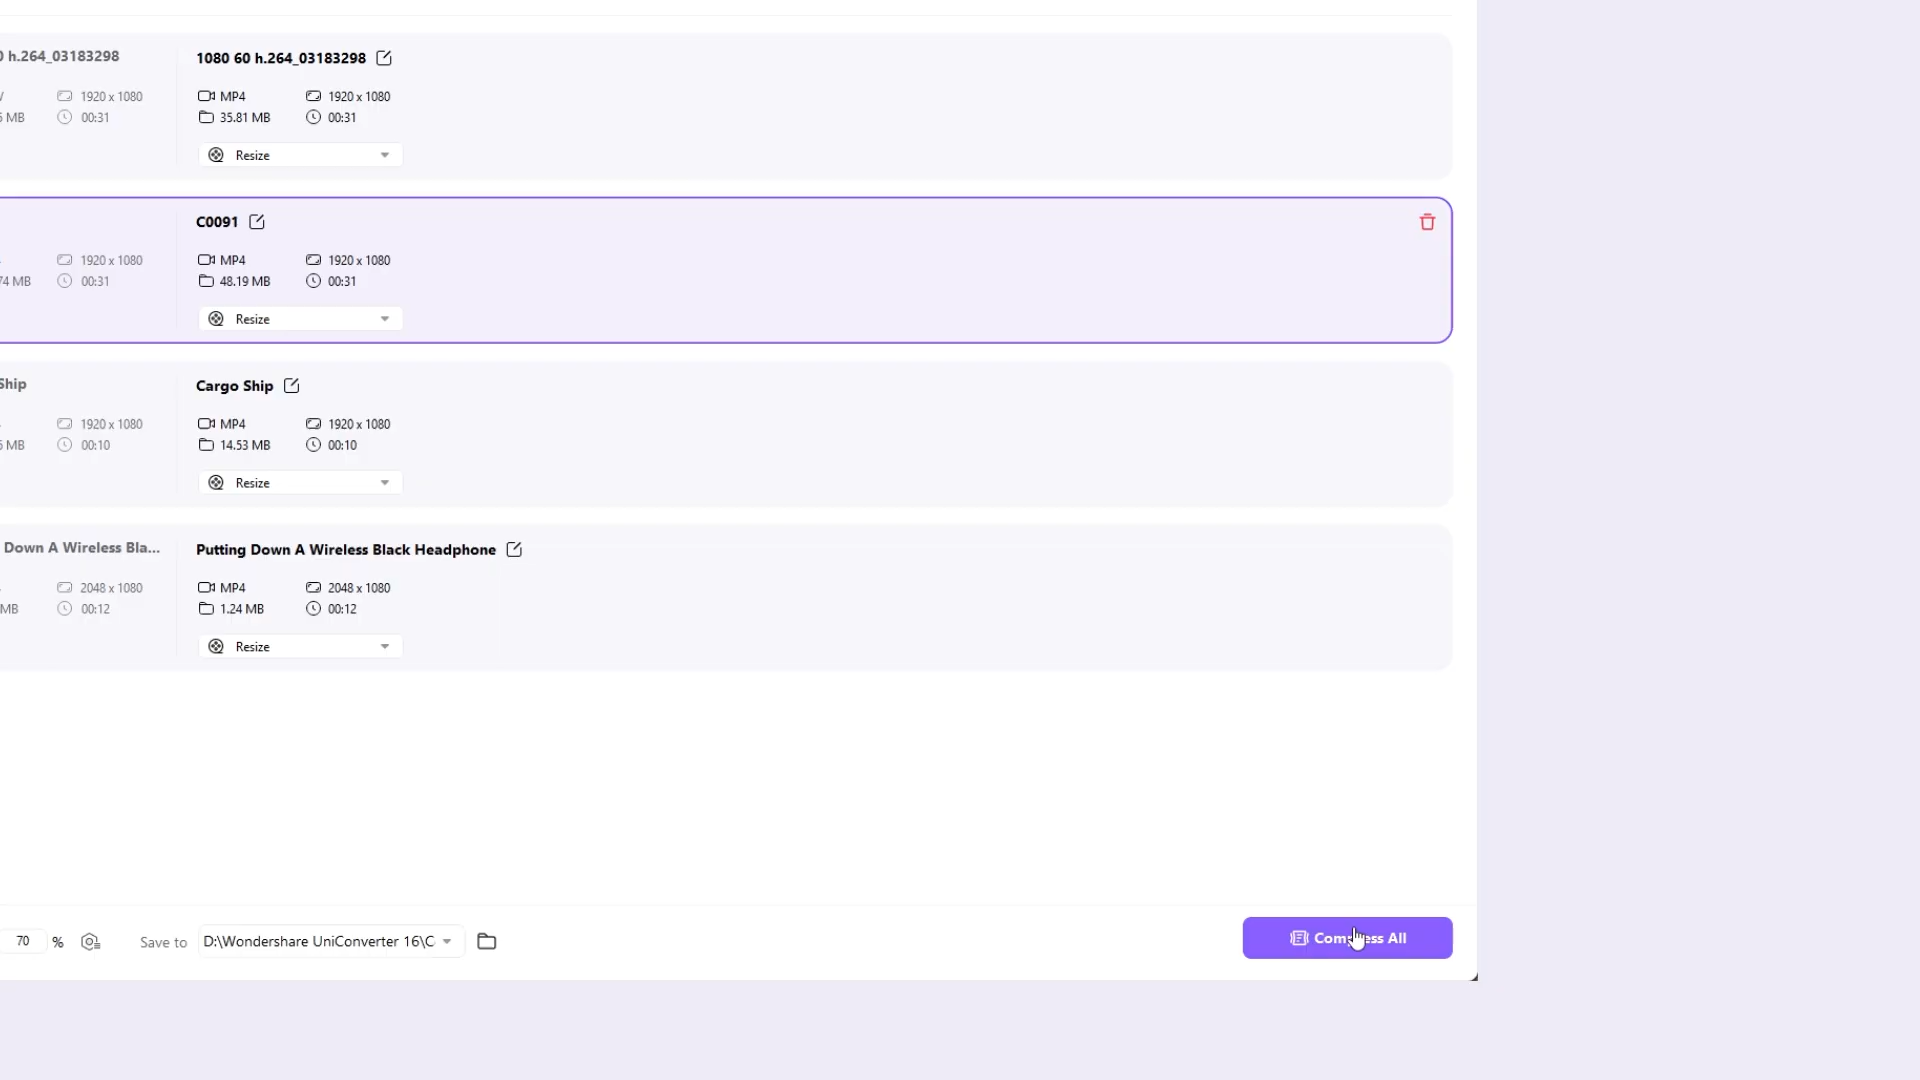 h.264_03183298
1080 60 h.264_03183298
1920 x 1080
MP4
1920 x 1080
MB
00:31
35.81 MB
00:31
Resize
C0091
1920 x 1080
MP4
1920 x 1080
74 MB
00:31
48.19 MB
00:31
Resize
Ship
Cargo Ship
1920 x 1080
MP4
1920 x 1080
MB
00:10
14.53 MB
00:10
Resize
Down A Wireless Bla...
Putting Down A Wireless Black Headphone
2048 x 1080
MP4
2048 x 1080
MB
00:12
1.24 MB
00:12
Resize
70 %
Save to
D:\Wondershare UniConverter 16\C
All